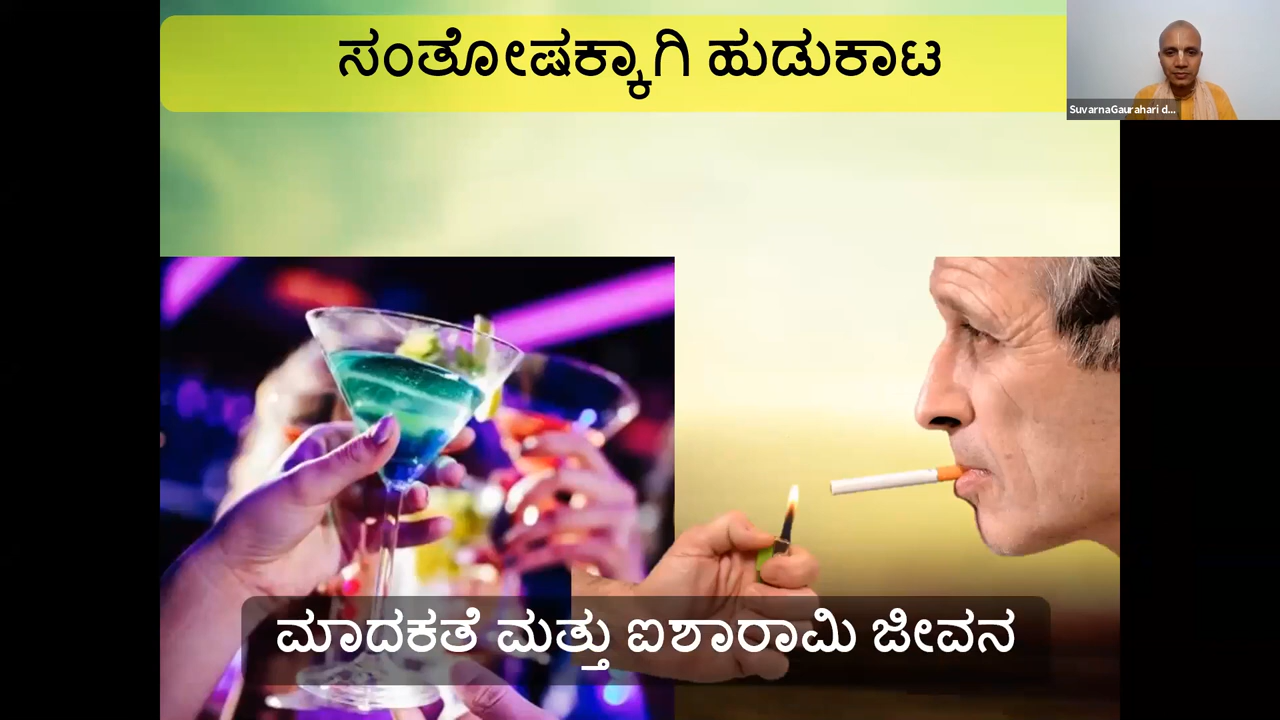 ಸಂತೋಷಕ್ಕಾಗಿ ಹುಡುಕಾಟ
SuvarnaGaurahari d...
ಮಾದಕತೆ ಮತ್ತು ಐಶಾರಾಮಿ ಜೀವನ